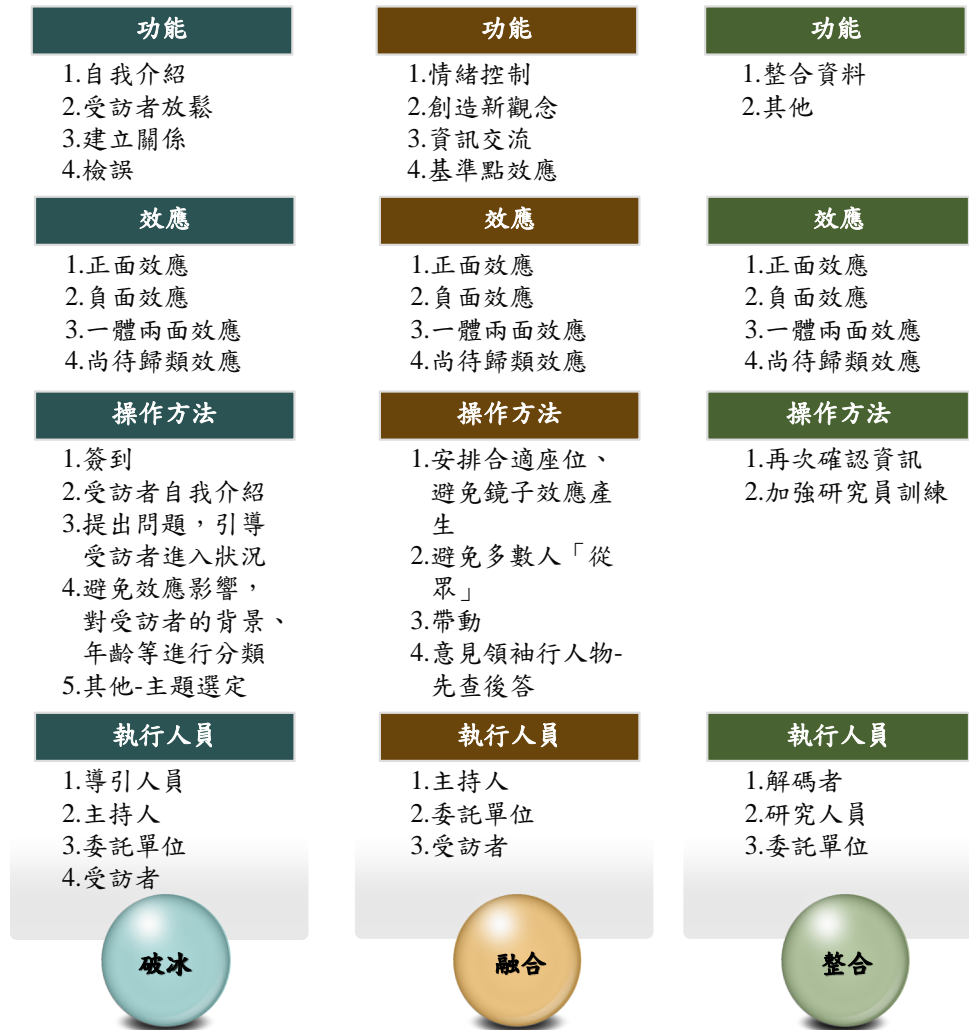 功能
1.自我介紹
2.受訪者放鬆
3.建立關係
4.檢誤
效應
1.正面效應
2.負面效應
3.一體兩面效應
4.尚待歸類效應
操作方法
1.簽到
2.受訪者自我介紹
3.提出問題，引導
受訪者進入狀況
4.避免效應影響，
對受訪者的背景、
年齡等進行分類
5.其他-主題選定
執行人員
1.導引人員
2.主持人
3.委託單位
4.受訪者
破冰
功能
1.情緒控制
2.創造新觀念
3.資訊交流
4.基準點效應
效應
1.正面效應
2.負面效應
3.一體兩面效應
4.尚待歸類效應
操作方法
1.安排合適座位、
避免鏡子效應產
生
2.避免多數人「從
眾」
3.帶動
4.意見領袖行人物-
先查後答
執行人員
1.主持人
2.委託單位
3.受訪者
融合
功能
1.整合資料
2.其他
效應
1.正面效應
2.負面效應
3.一體兩面效應
4.尚待歸類效應
操作方法
1.再次確認資訊
2.加強研究員訓練
執行人員
1.解碼者
2.研究人員
3.委託單位
整合